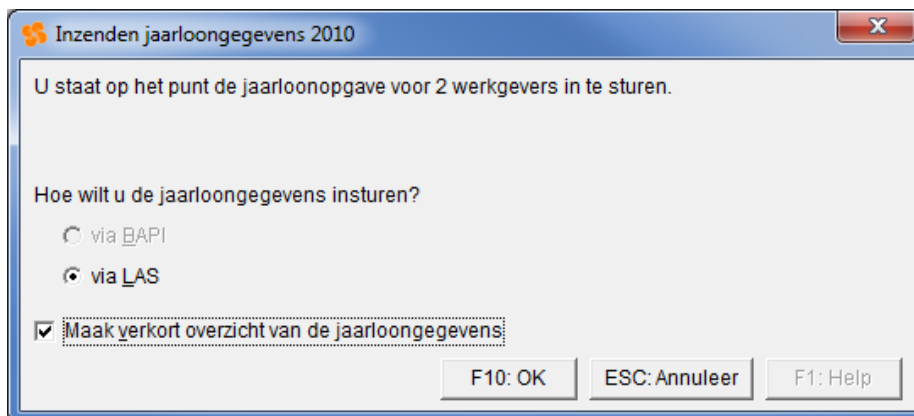 Inzenden jaarloongegevens 2010
U staat op het punt de jaarloonopgave voor 2 werkgevers in te sturen.
Hoe wilt u de jaarloongegevens insturen?
via BAPI
via LAS
Maak verkort overzicht van de jaarloongegevens
F10: OK ESC: Annuleer F1: Help